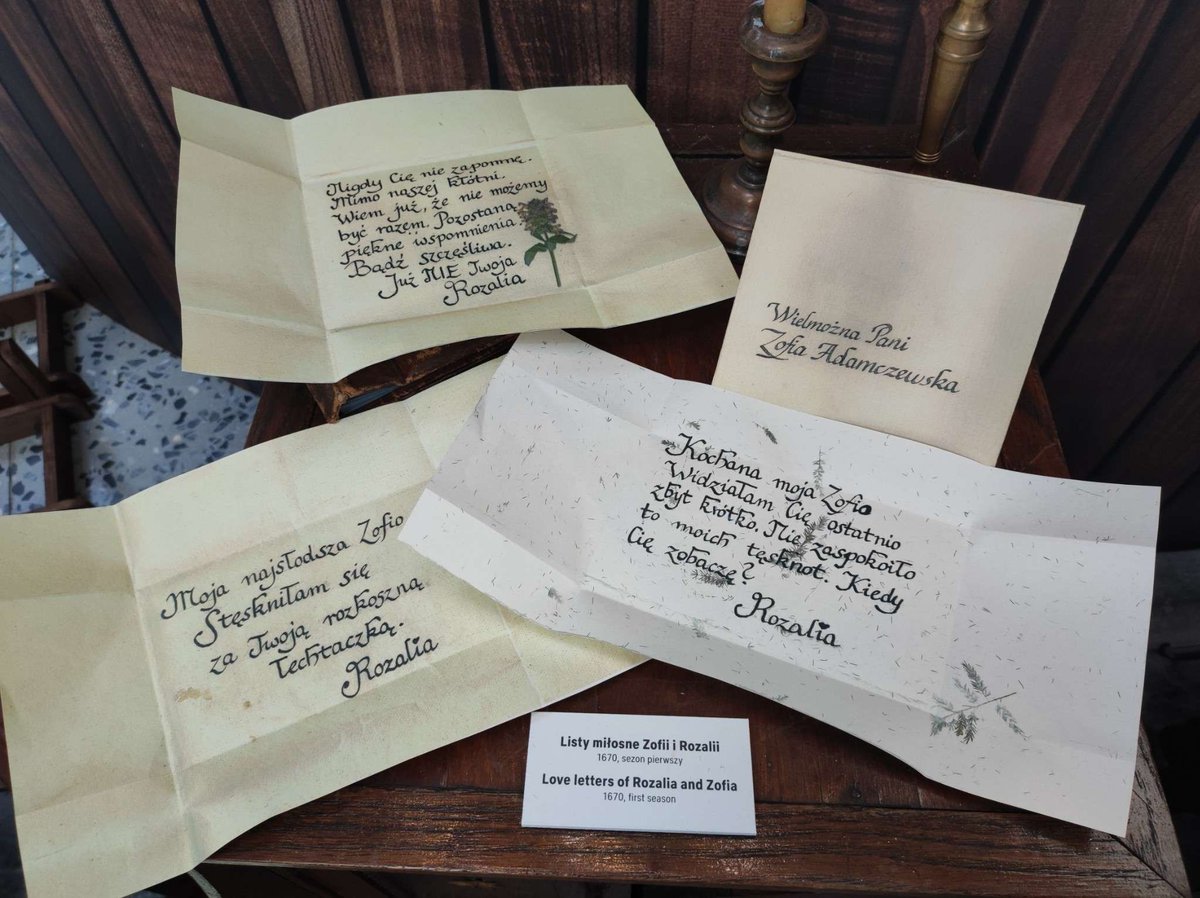 Nigdy Cię nie zapomnę.
Mimo naszej kłótni.
Wiem już, że nie możemy
być razem. Pozostaną
piękne wspomnienia.
Bądź szczęśliwa.
Już NIE Twoja
Rozalia
Wielmożna Pani
Zofia Adamczewska
Moja najsłodsza Zofio
Stęskniłam się
za Twoją rozkoszną
łechtaczką.
Rozalia
Kochana moja Zofio
Widziałam Cię ostatnio
zbyt krótko. Nie zaspokoiło
to moich tęsknot. Kiedy
Cię zobaczę?
Rozalia
Listy miłosne Zofii i Rozalii
1670, sezon pierwszy
Love letters of Rozalia and Zofia
1670, first season